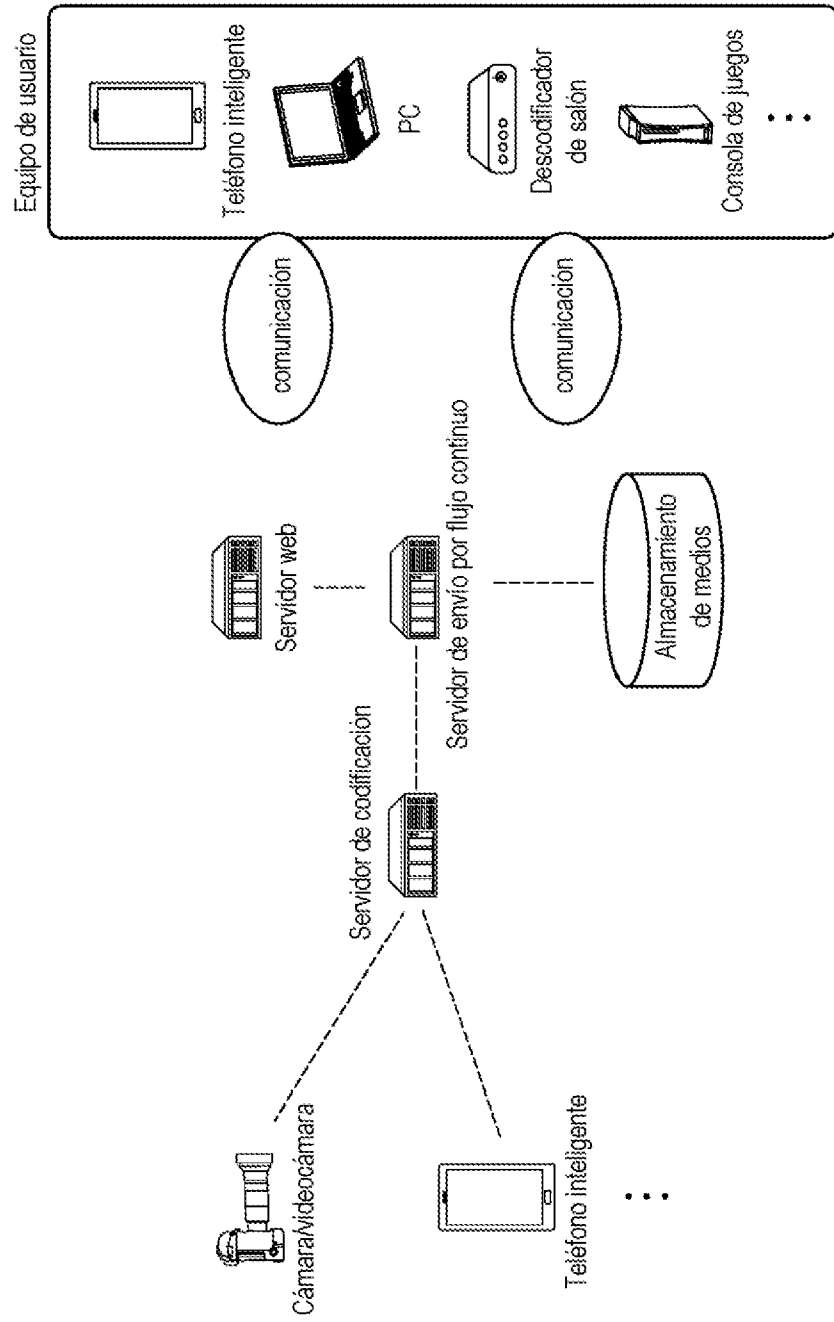 Equipo de usuario
Teléfono inteligente
PC
Descodificador
de salón
Consola de juegos
comunicación
comunicación
Servidor web
Servidor de envío por flujo continuo
Almacenamiento
de medios
Servidor de codificación
Cámara/videocámara
Teléfono inteligente